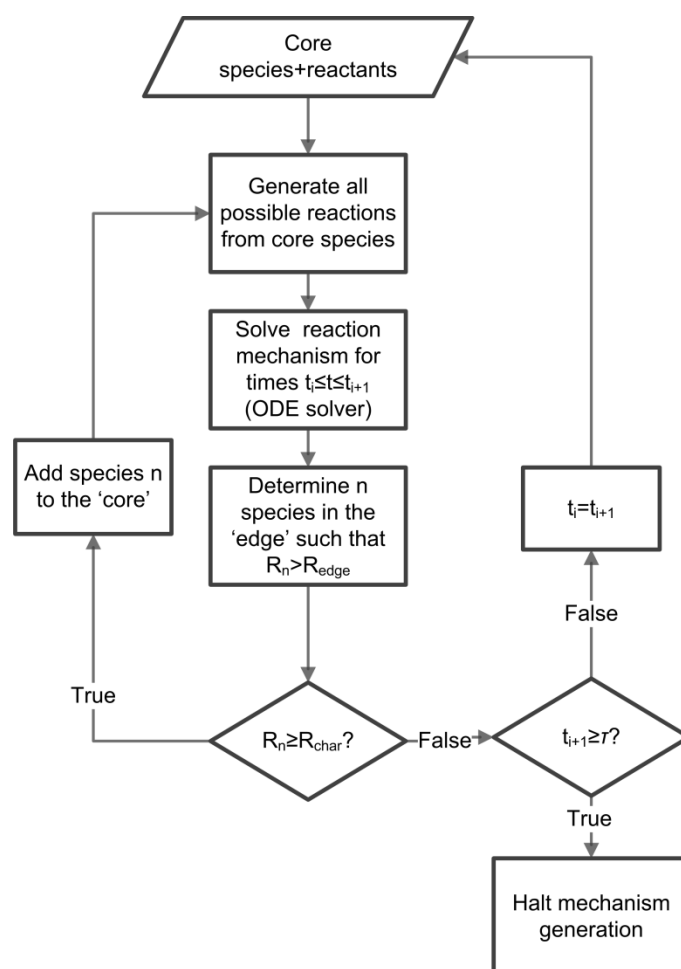 Core
species+reactants
Generate all
possible reactions
from core species
Solve reaction
mechanism for
times tᵢ≤t≤tᵢ₊₁
(ODE solver)
Add species n
to the ‘core’
Determine n
species in the
‘edge’ such that
Rₙ>R_edge
tᵢ=tᵢ₊₁
False
True
Rₙ≥R_char?
False
tᵢ₊₁≥τ?
True
Halt mechanism
generation